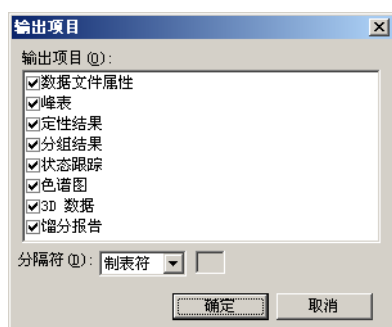 输出项目
输出项目(O):
数据文件属性
峰表
定性结果
分组结果
状态跟踪
色谱图
3D 数据
馏分报告
分隔符(D): 制表符
确定 取消